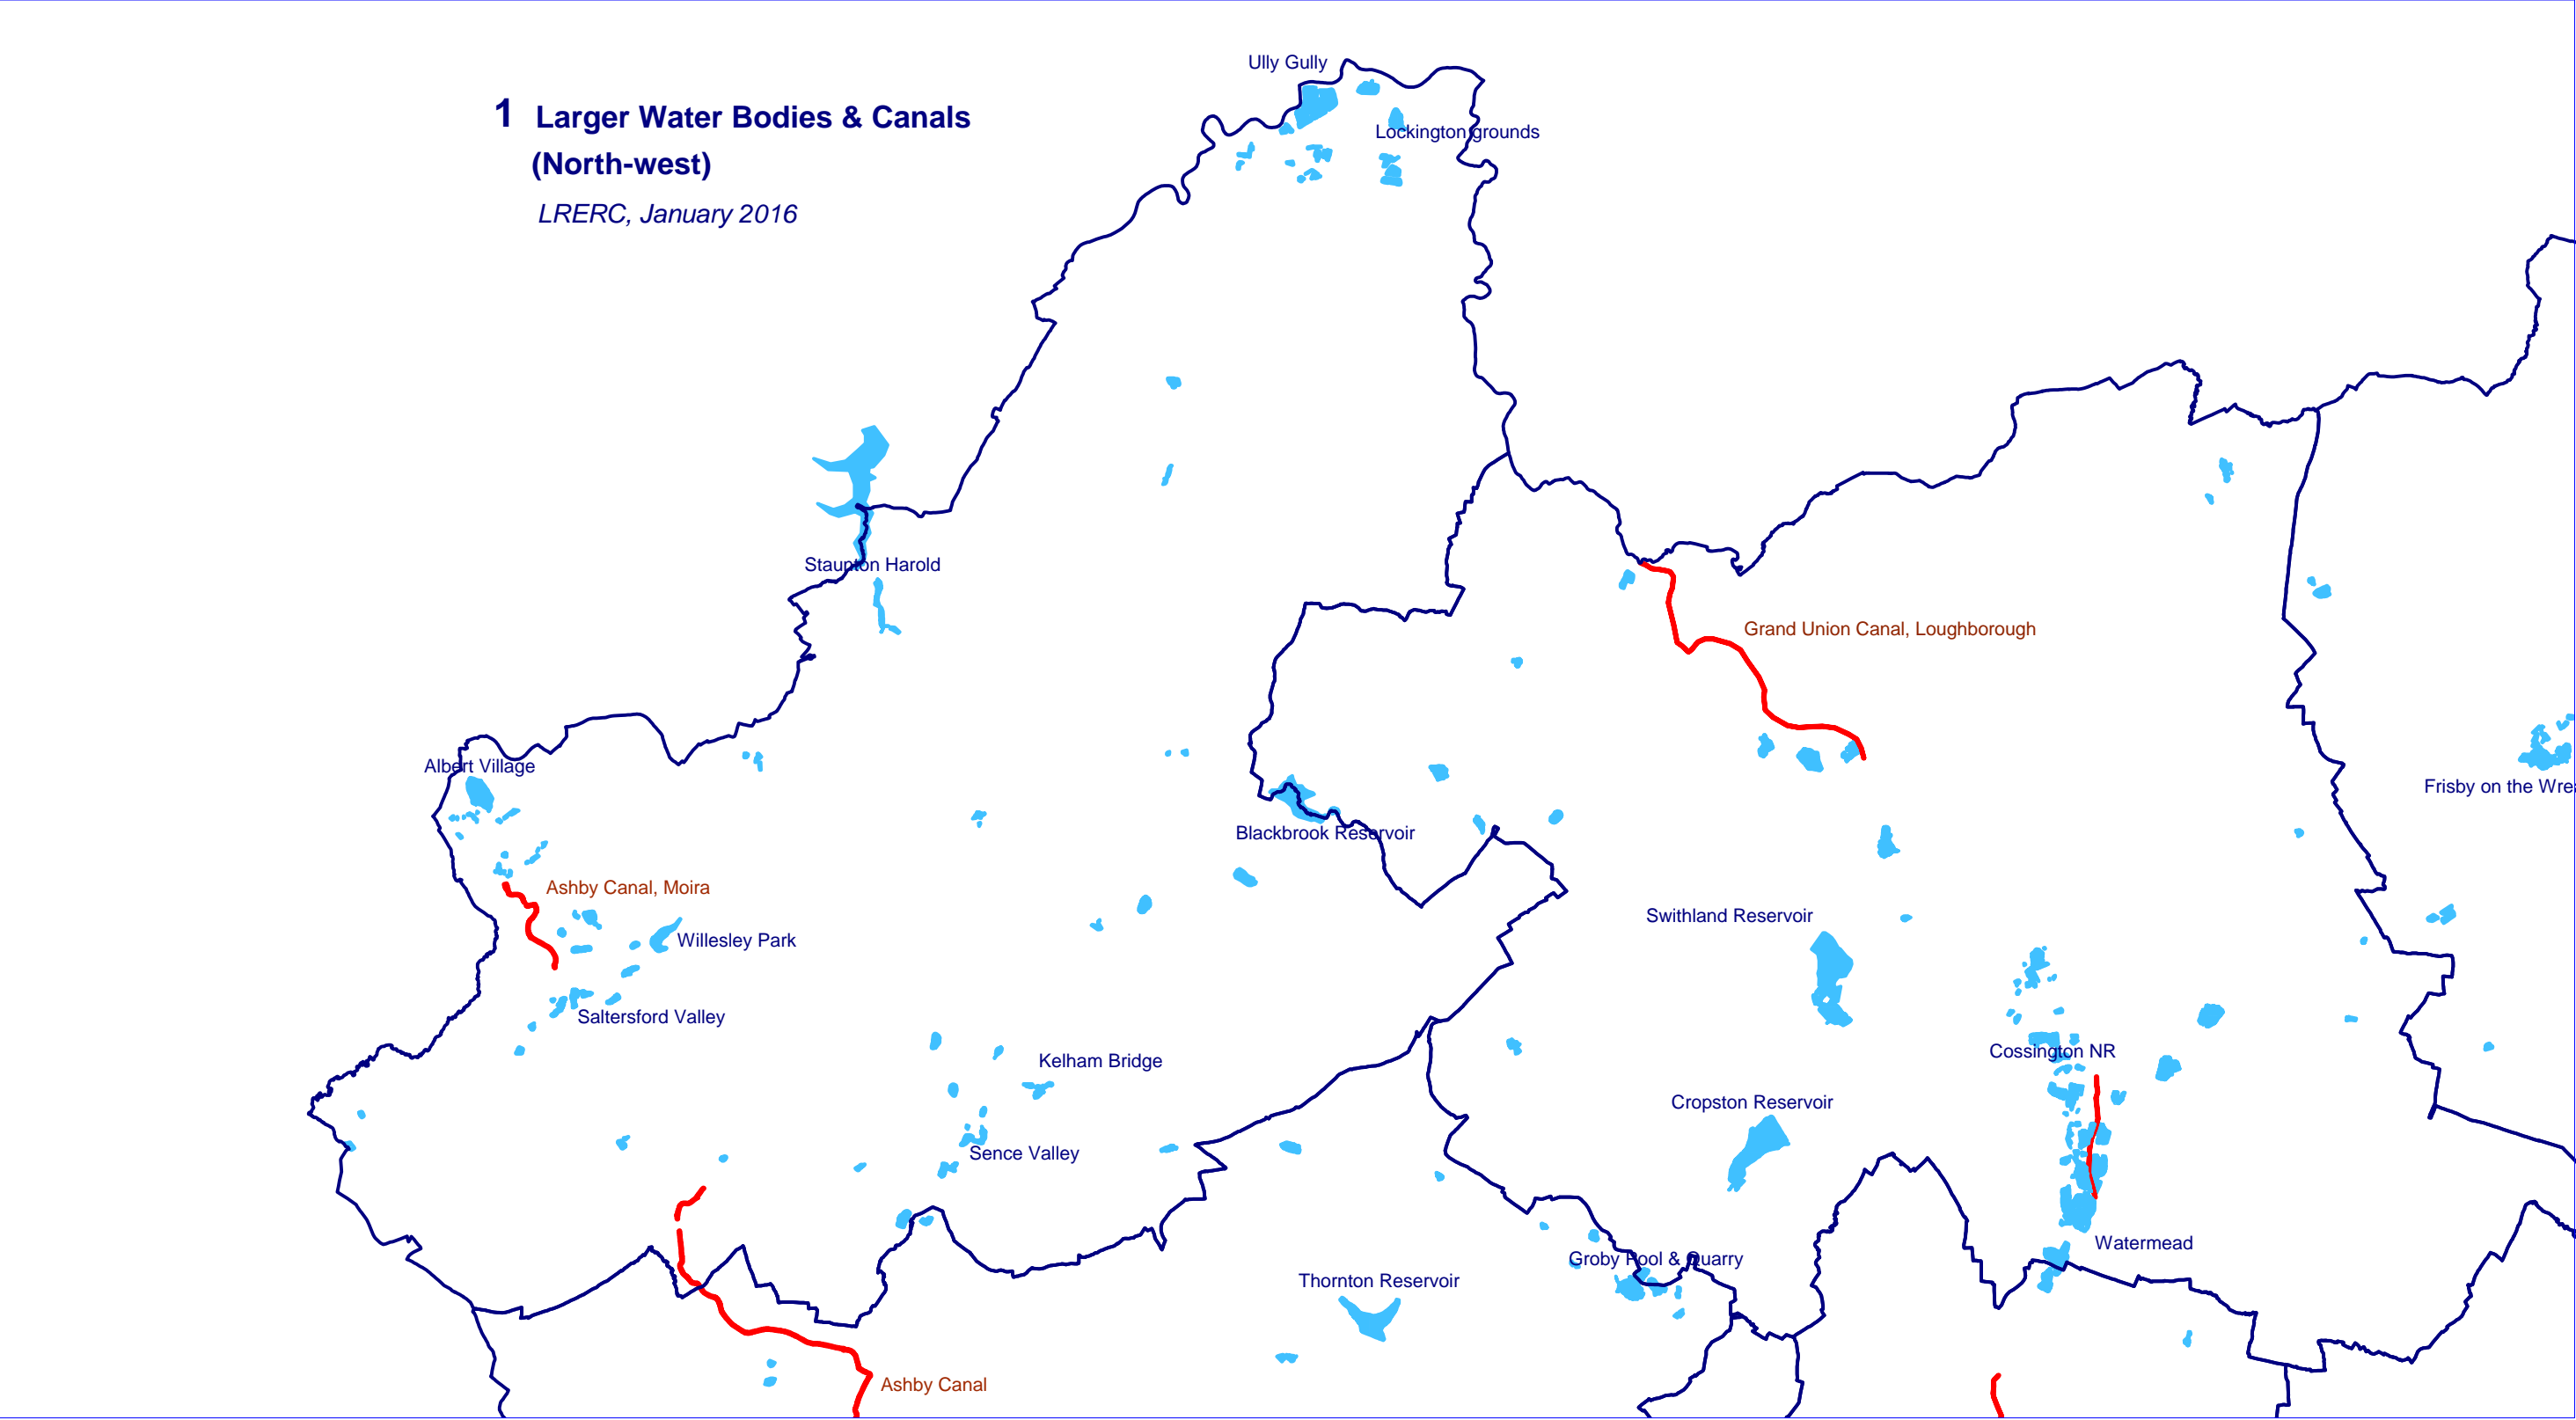 Ully Gully
1 Larger Water Bodies & Canals
(North-west)
Lockington grounds
LRERC, January 2016
Staunton Harold
Grand Union Canal, Loughborough
Albert Village
Frisby on the Wre
Blackbrook Reservoir
Ashby Canal, Moira
Swithland Reservoir
Willesley Park
Saltersford Valley
Cossington NR
Kelham Bridge
Cropston Reservoir
Sence Valley
Watermead
Groby Pool & Quarry
Thornton Reservoir
Ashby Canal